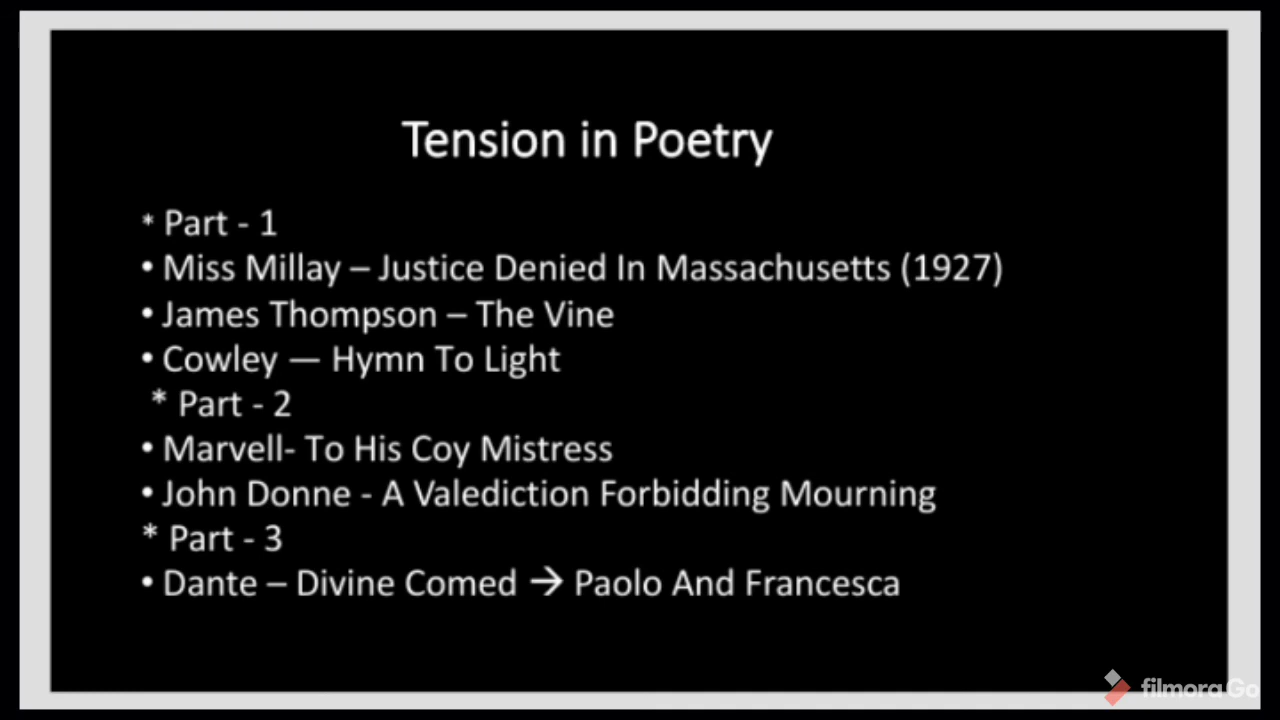 Tension in Poetry
* Part - 1
• Miss Millay – Justice Denied In Massachusetts (1927)
• James Thompson – The Vine
• Cowley — Hymn To Light
* Part - 2
• Marvell- To His Coy Mistress
• John Donne - A Valediction Forbidding Mourning
* Part - 3
• Dante – Divine Comed → Paolo And Francesca
filmora Go